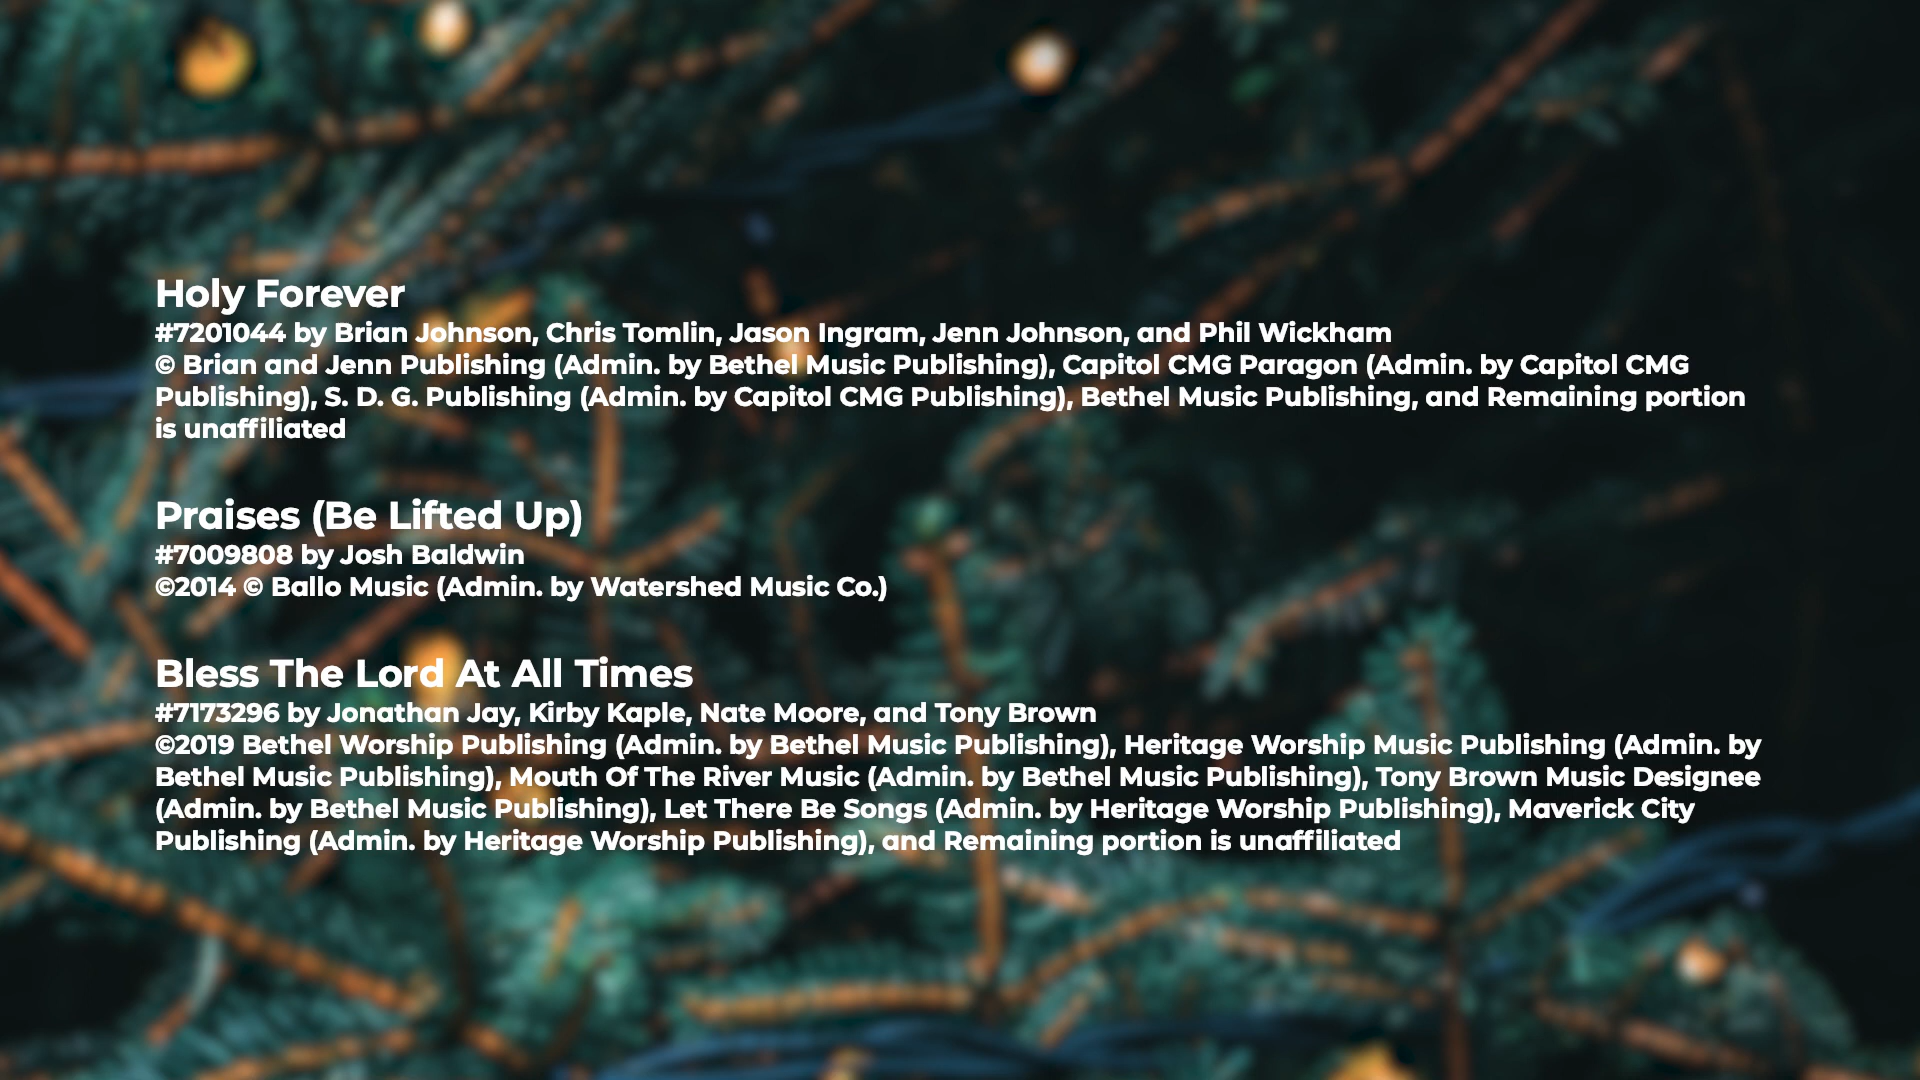 Holy Forever
#7201044 by Brian Johnson, Chris Tomlin, Jason Ingram, Jenn Johnson, and Phil Wickham
© Brian and Jenn Publishing (Admin. by Bethel Music Publishing), Capitol CMG Paragon (Admin. by Capitol CMG
Publishing), S. D. G. Publishing (Admin. by Capitol CMG Publishing), Bethel Music Publishing, and Remaining portion
is unaffiliated
Praises (Be Lifted Up)
#7009808 by Josh Baldwin
©2014 © Ballo Music (Admin. by Watershed Music Co.)
Bless The Lord At All Times
#7173296 by Jonathan Jay, Kirby Kaple, Nate Moore, and Tony Brown
©2019 Bethel Worship Publishing (Admin. by Bethel Music Publishing), Heritage Worship Music Publishing (Admin. by
Bethel Music Publishing), Mouth Of The River Music (Admin. by Bethel Music Publishing), Tony Brown Music Designee
(Admin. by Bethel Music Publishing), Let There Be Songs (Admin. by Heritage Worship Publishing), Maverick City
Publishing (Admin. by Heritage Worship Publishing), and Remaining portion is unaffiliated